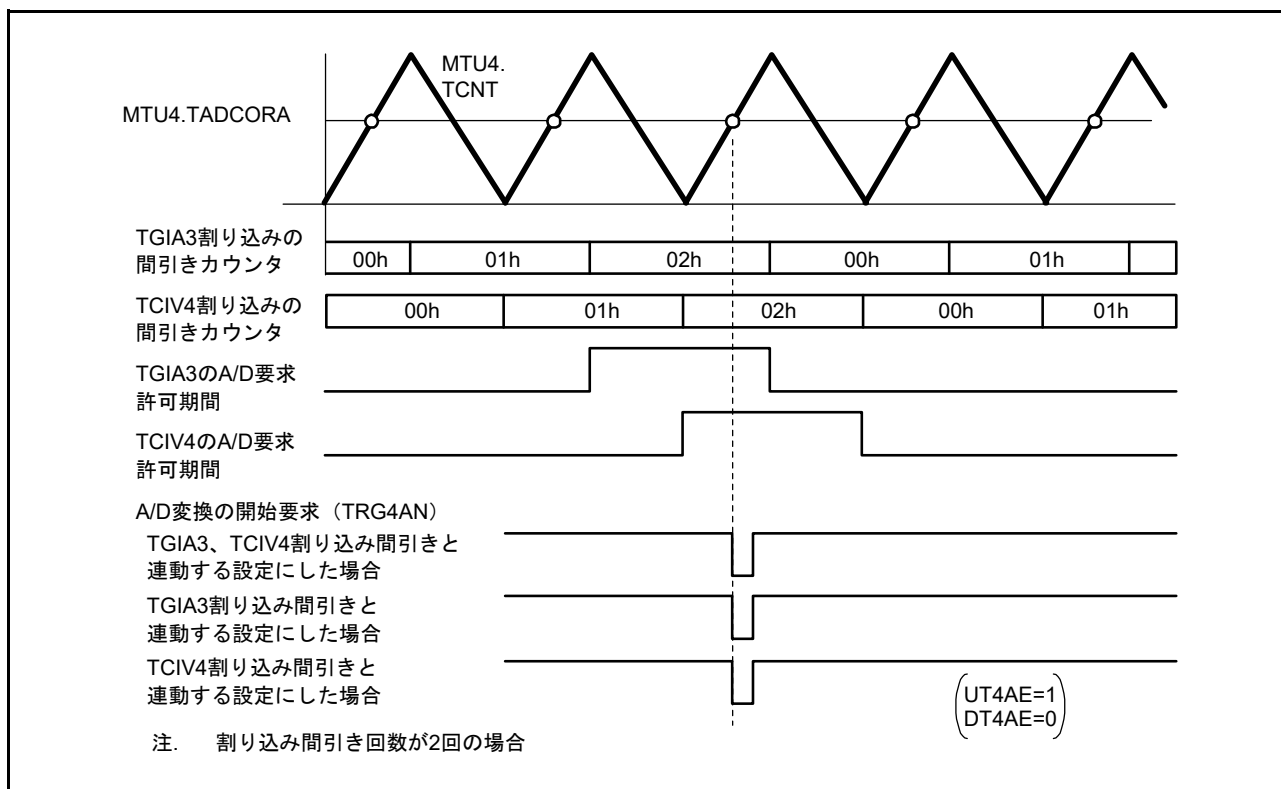 MTU4.
TCNT
MTU4.TADCORA
TGIA3割り込みの
間引きカウンタ
00h 01h 02h 00h 01h
TCIV4割り込みの
間引きカウンタ
00h 01h 02h 00h 01h
TGIA3のA/D要求
許可期間
TCIV4のA/D要求
許可期間
A/D変換の開始要求（TRG4AN）
TGIA3、TCIV4割り込み間引きと
連動する設定にした場合
TGIA3割り込み間引きと
連動する設定にした場合
TCIV4割り込み間引きと
連動する設定にした場合
UT4AE=1
DT4AE=0
注. 割り込み間引き回数が2回の場合